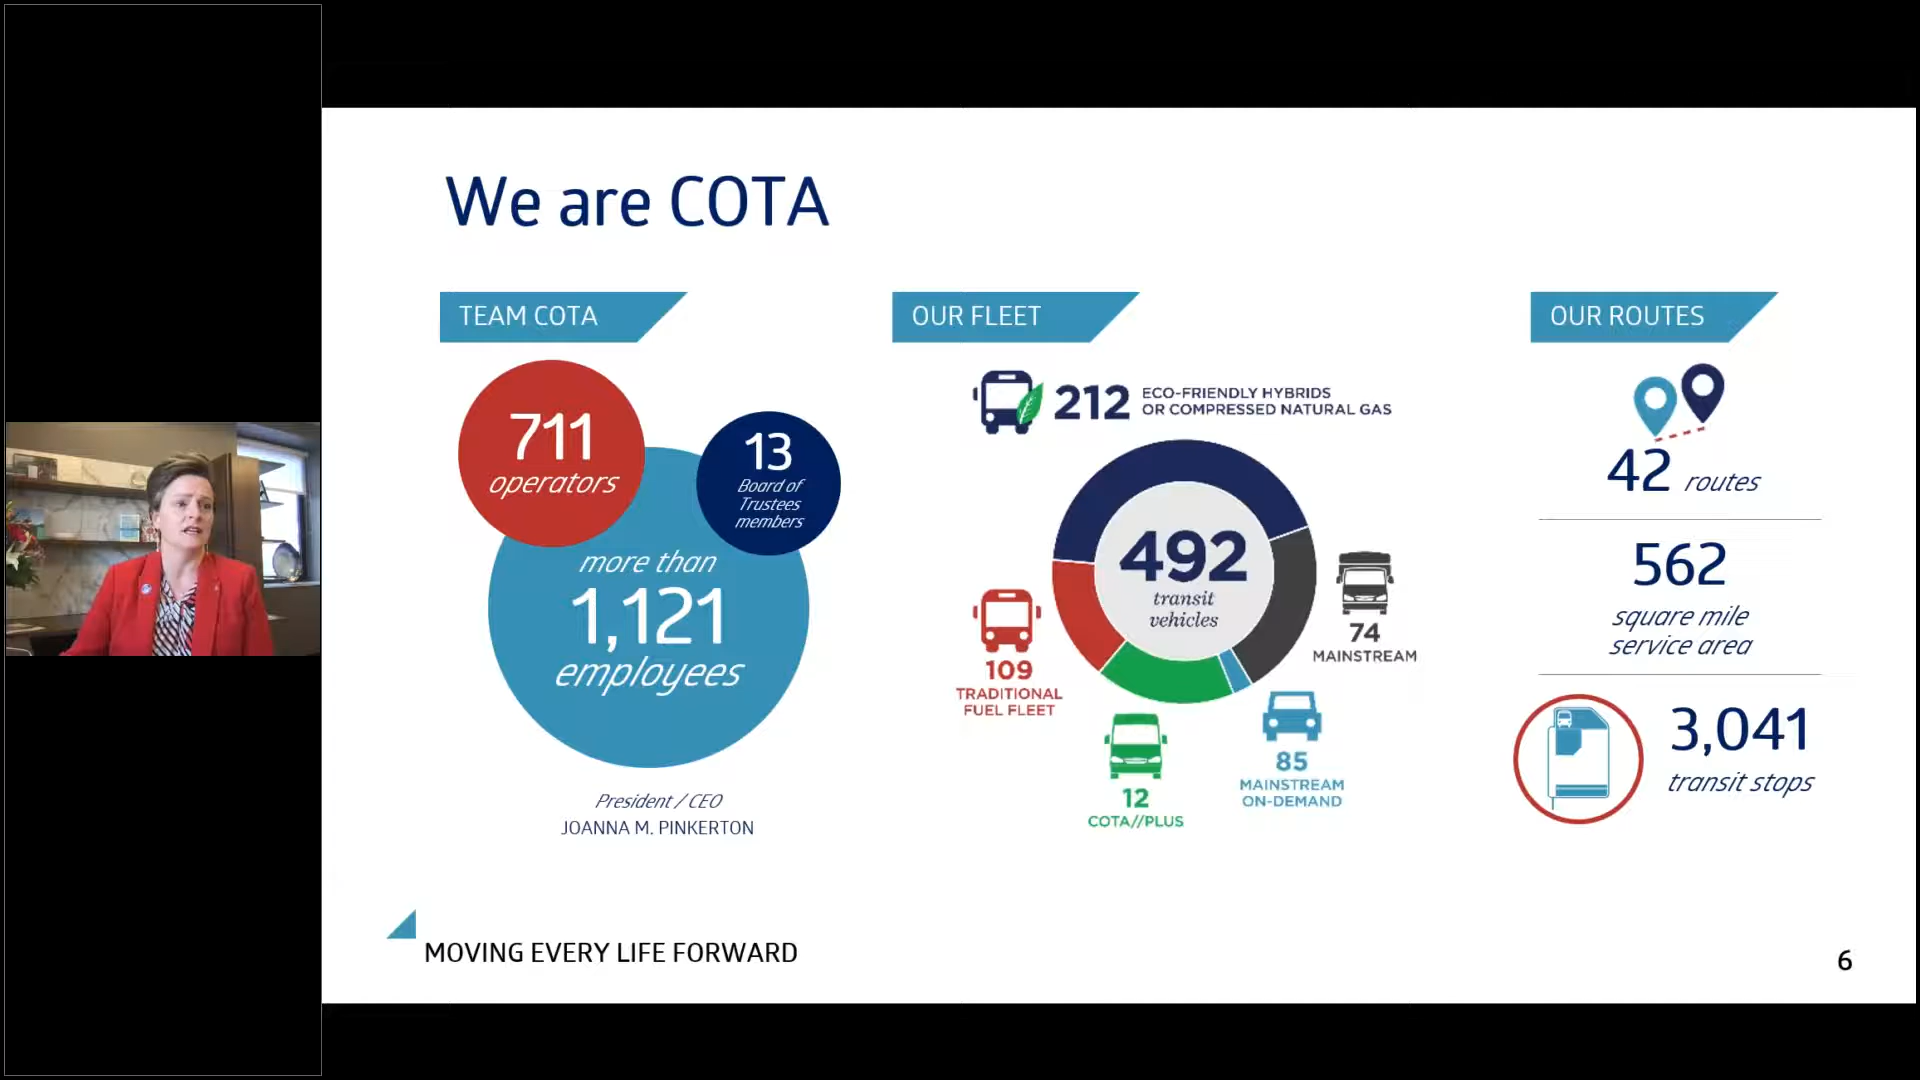 We are COTA
TEAM COTA
711
operators
13
Board of
Trustees
members
more than
1,121
employees
President / CEO
JOANNA M. PINKERTON
OUR FLEET
212
ECO-FRIENDLY HYBRIDS
OR COMPRESSED NATURAL GAS
492
transit
vehicles
74
MAINSTREAM
109
TRADITIONAL
FUEL FLEET
12
COTA//PLUS
85
MAINSTREAM
ON-DEMAND
OUR ROUTES
42 routes
562
square mile
service area
3,041
transit stops
MOVING EVERY LIFE FORWARD
6